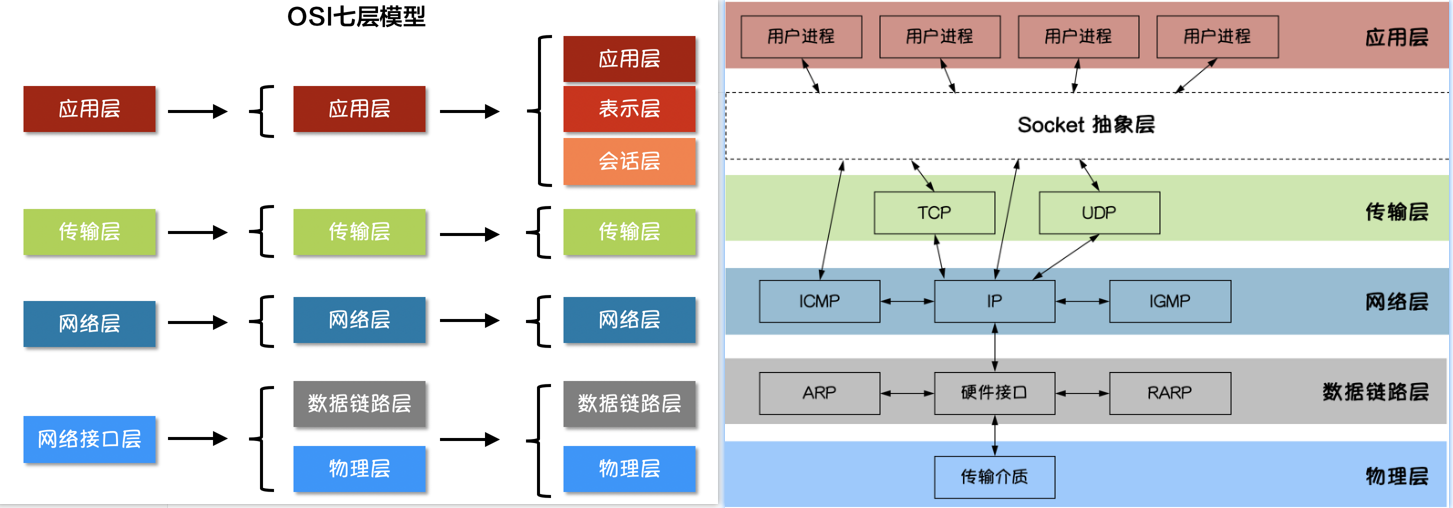 OSI七层模型
应用层
传输层
网络层
网络接口层
应用层
传输层
网络层
数据链路层
物理层
应用层
表示层
会话层
传输层
网络层
数据链路层
物理层
用户进程 用户进程 用户进程 用户进程 应用层
Socket 抽象层
TCP UDP 传输层
ICMP IP IGMP 网络层
ARP 硬件接口 RARP 数据链路层
传输介质 物理层